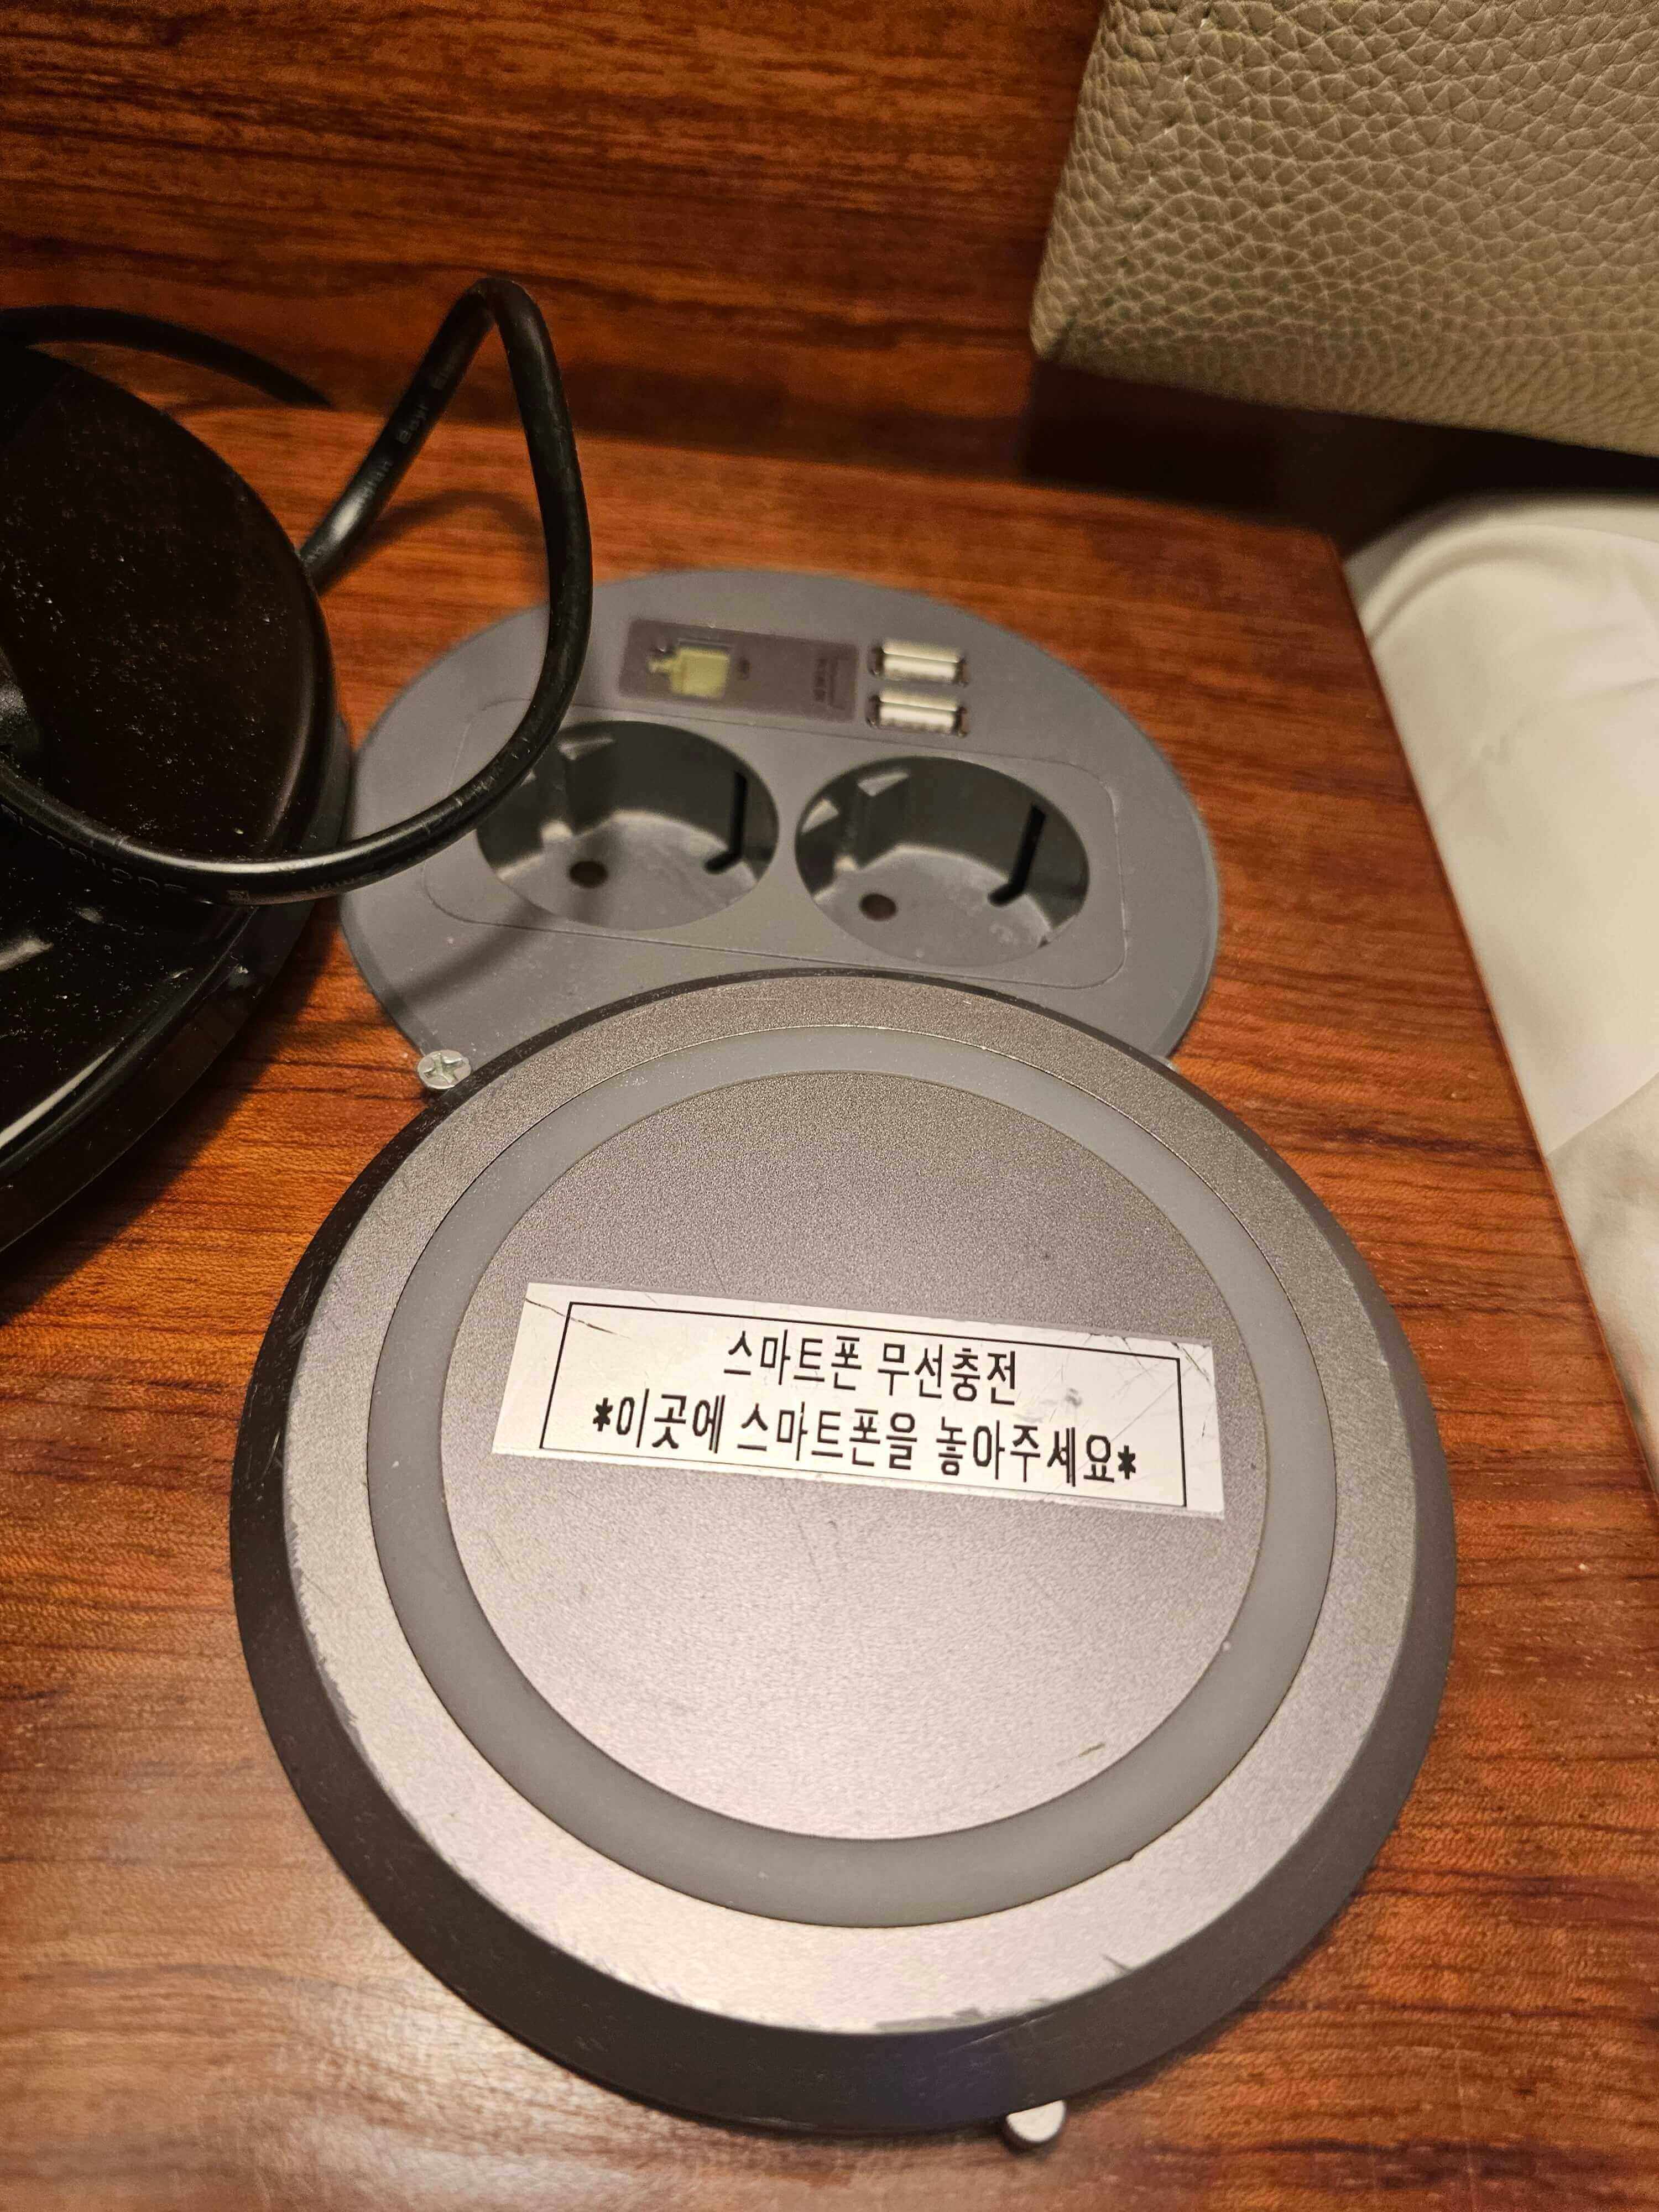 스마트폰 무선충전
*이곳에 스마트폰을 놓아주세요*